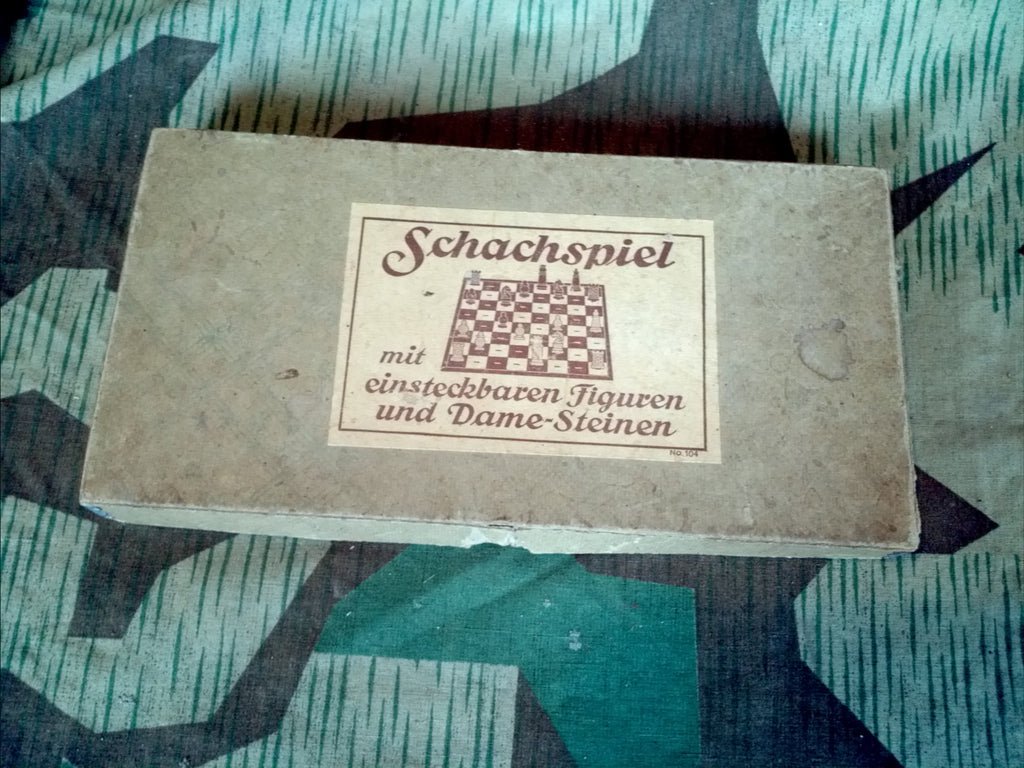 Schachspiel
mit
einsteckbaren Figuren
und Dame-Steinen
No. 104